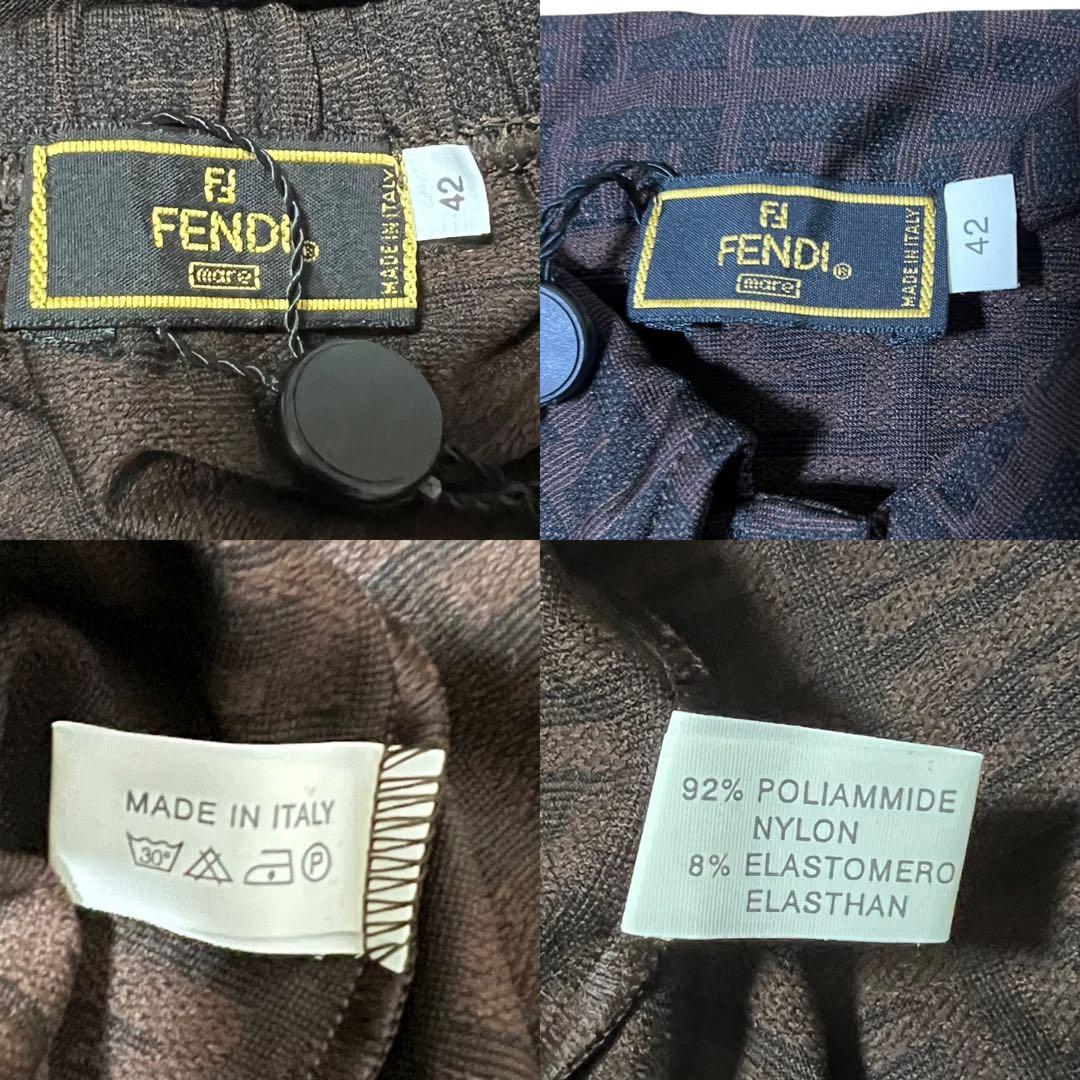 FF
FENDI®
mare
MADE IN ITALY
42
FF
FENDI®
mare
MADE IN ITALY
42
MADE IN ITALY
30°
P
92% POLIAMMIDE
NYLON
8% ELASTOMERO
ELASTHAN